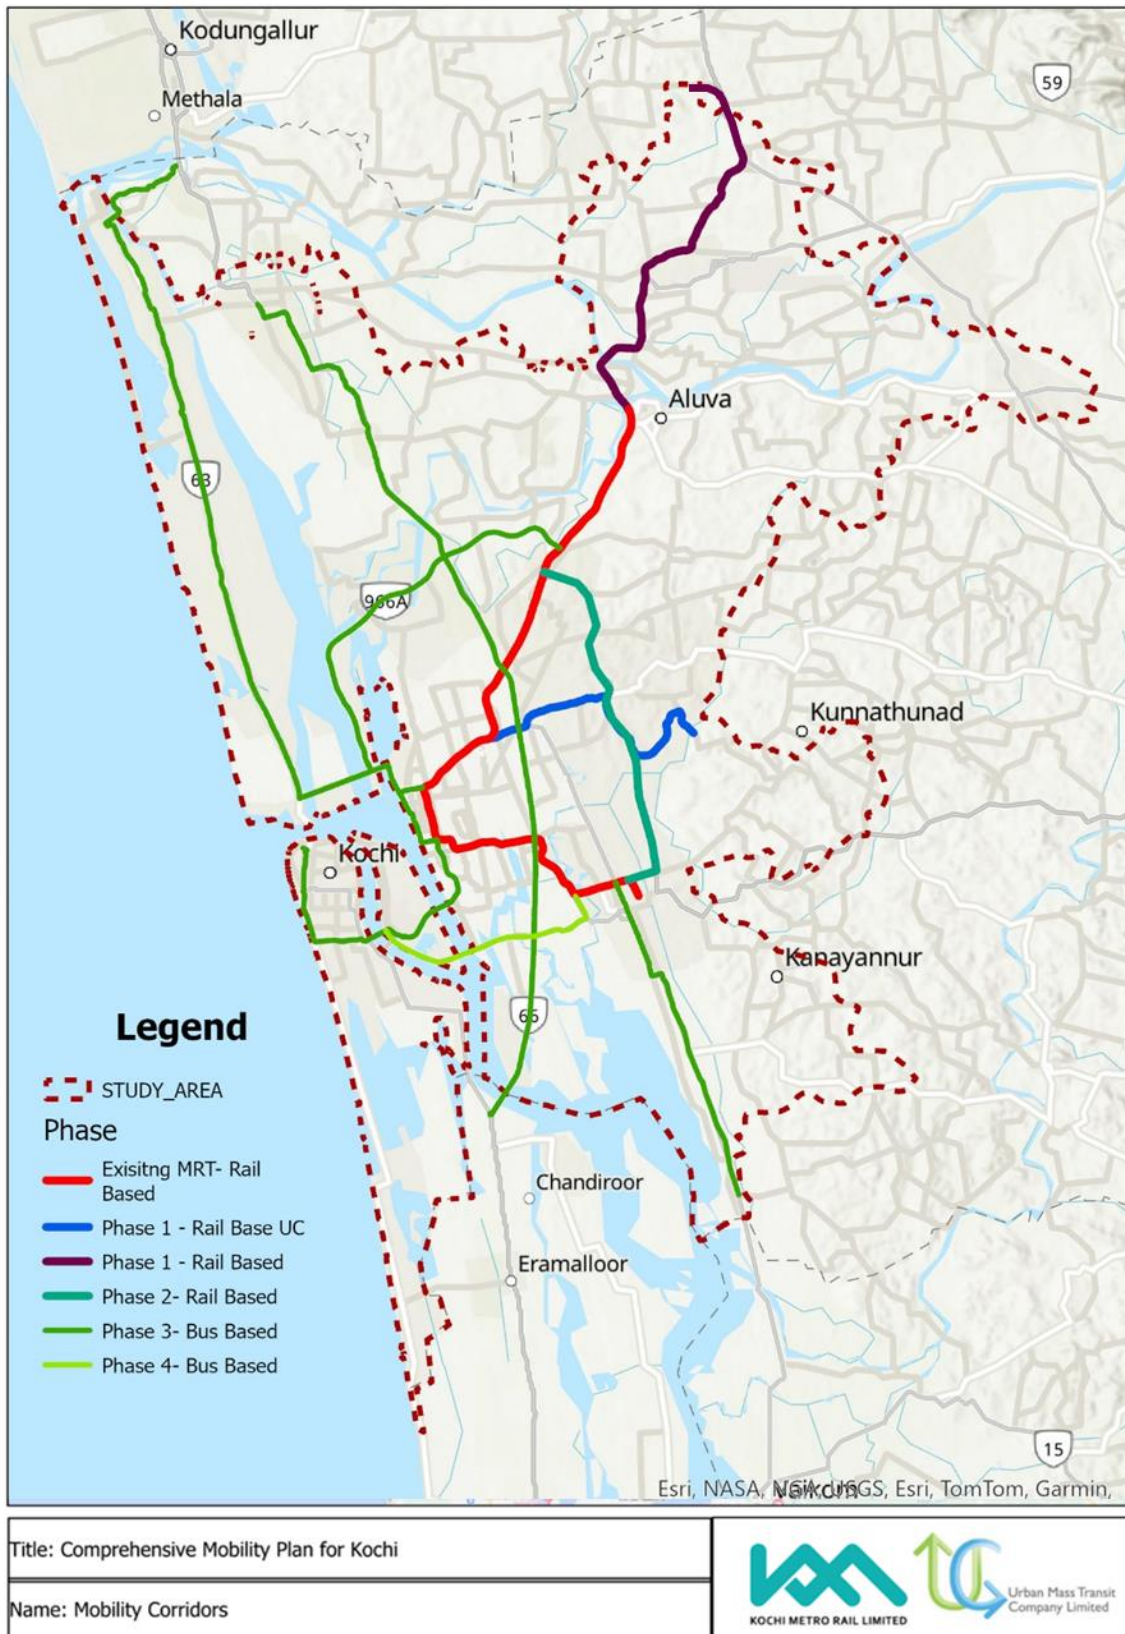 Kodungallur
Methala
59
Aluva
63
966A
Kunnathunad
Kochi
Kanayannur
66
Legend
STUDY_AREA
Phase
Exisitng MRT- Rail
Based
Phase 1 - Rail Base UC
Phase 1 - Rail Based
Phase 2- Rail Based
Phase 3- Bus Based
Phase 4- Bus Based
Chandiroor
Eramalloor
15
Esri, NASA, NGA, USGS, Esri, TomTom, Garmin,
Title: Comprehensive Mobility Plan for Kochi
Name: Mobility Corridors
KOCHI METRO RAIL LIMITED
Urban Mass Transit
Company Limited